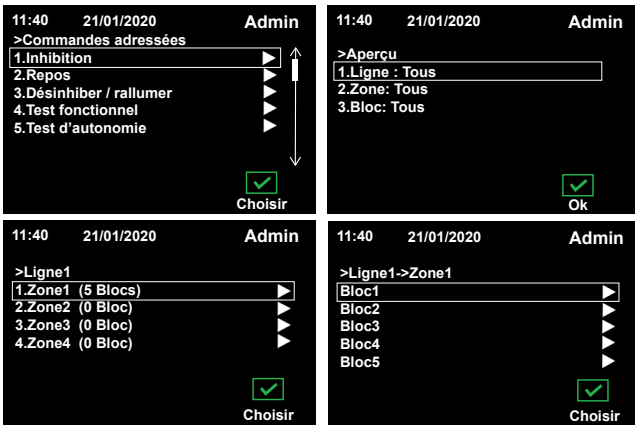 11:40 21/01/2020 Admin
>Commandes adressées
1.Inhibition
2.Repos
3.Désinhiber / rallumer
4.Test fonctionnel
5.Test d'autonomie
Choisir
11:40 21/01/2020 Admin
>Aperçu
1.Ligne : Tous
2.Zone: Tous
3.Bloc: Tous
Ok
11:40 21/01/2020 Admin
>Ligne1
1.Zone1 (5 Blocs)
2.Zone2 (0 Bloc)
3.Zone3 (0 Bloc)
4.Zone4 (0 Bloc)
Choisir
11:40 21/01/2020 Admin
>Ligne1->Zone1
Bloc1
Bloc2
Bloc3
Bloc4
Bloc5
Choisir